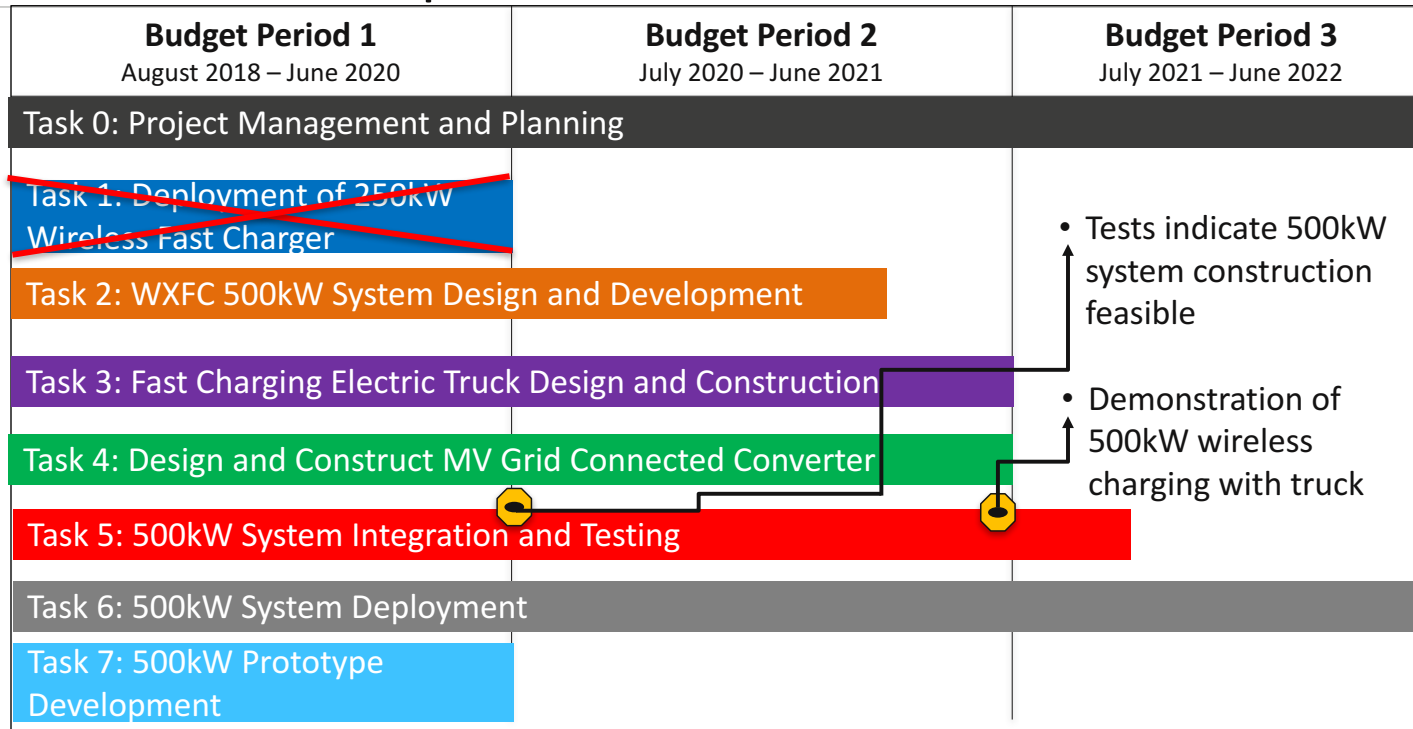 Budget Period 1
August 2018 – June 2020
Budget Period 2
July 2020 – June 2021
Budget Period 3
July 2021 – June 2022
Task 0: Project Management and Planning
Task 1: Deployment of 250kW
Wireless Fast Charger
Task 2: WXFC 500kW System Design and Development
Task 3: Fast Charging Electric Truck Design and Construction
Task 4: Design and Construct MV Grid Connected Converter
Task 5: 500kW System Integration and Testing
Task 6: 500kW System Deployment
Task 7: 500kW Prototype
Development
• Tests indicate 500kW
system construction
feasible
• Demonstration of
500kW wireless
charging with truck